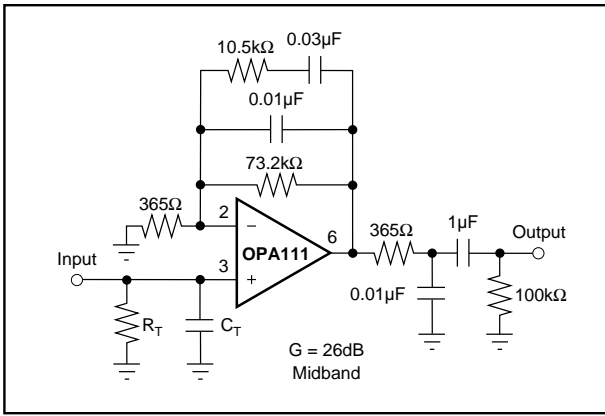 10.5kΩ
0.03µF
0.01µF
73.2kΩ
365Ω
2
–
OPA111
6
3
+
Input
365Ω
1µF
Output
0.01µF
100kΩ
R_T
C_T
G = 26dB
Midband